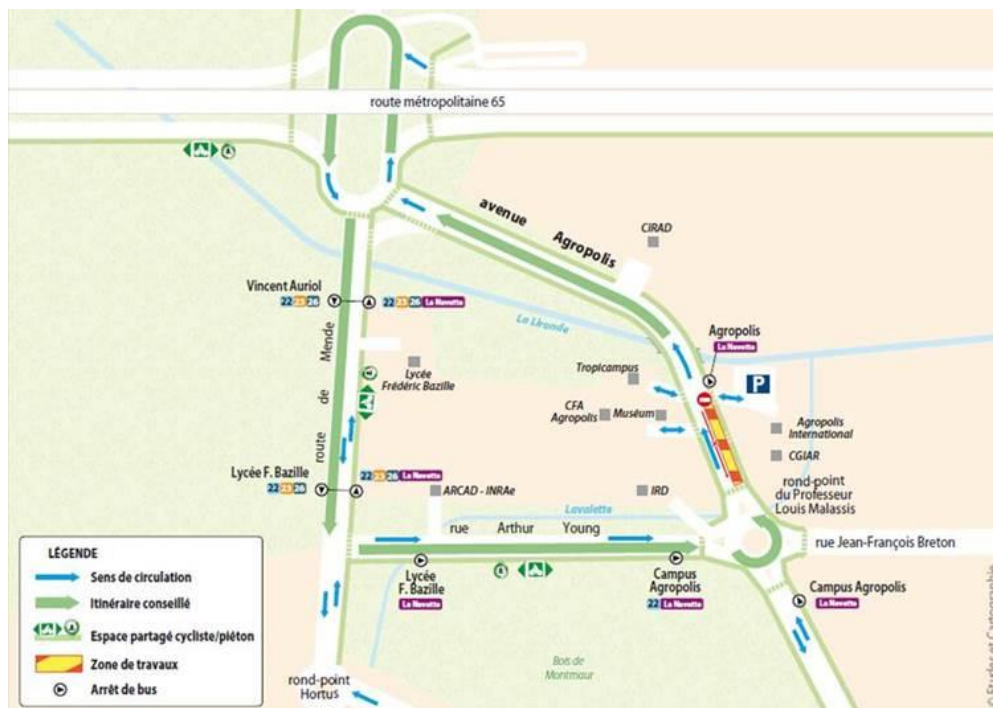 route métropolitaine 65
avenue
Agropolis
CIRAD
Vincent Auriol
22 23 26
22 23 26 La Navette
La Lironde
Agropolis
La Navette
route de Mende
Lycée
Frédéric Bazille
Tropicampus
P
CFA
Agropolis
Muséum
Agropolis
International
CGIAR
Lycée F. Bazille
22 23 26
22 23 26 La Navette
ARCAD - INRAe
IRD
rond-point
du Professeur
Louis Malassis
Lavalette
rue Arthur Young
rue Jean-François Breton
LÉGENDE
Sens de circulation
Itinéraire conseillé
Espace partagé cycliste/piéton
Zone de travaux
Arrêt de bus
Lycée
F. Bazille
La Navette
Campus
Agropolis
22 La Navette
Campus Agropolis
La Navette
Bois de
Montmaur
rond-point
Hortus
© Etudes et Cartographie